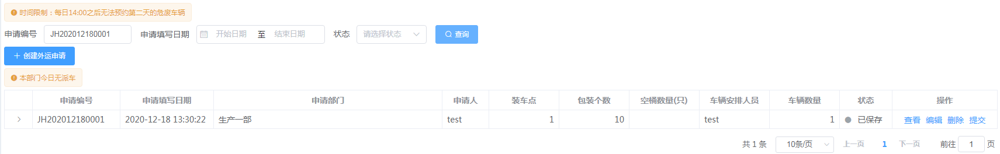 时间限制：每日14:00之后无法预约第二天的危废车辆
申请编号 JH202012180001 申请填写日期 开始日期 至 结束日期 状态 请选择状态 查询
创建外运申请
本部门今日无派车
申请编号 申请填写日期 申请部门 申请人 装车点 包装个数 空桶数量(只) 车辆安排人员 车辆数量 状态 操作
JH202012180001 2020-12-18 13:30:22 生产一部 test 1 10 test 1 已保存 查看 编辑 删除 提交
共 1 条 10条/页 上一页 1 下一页 前往 1 页